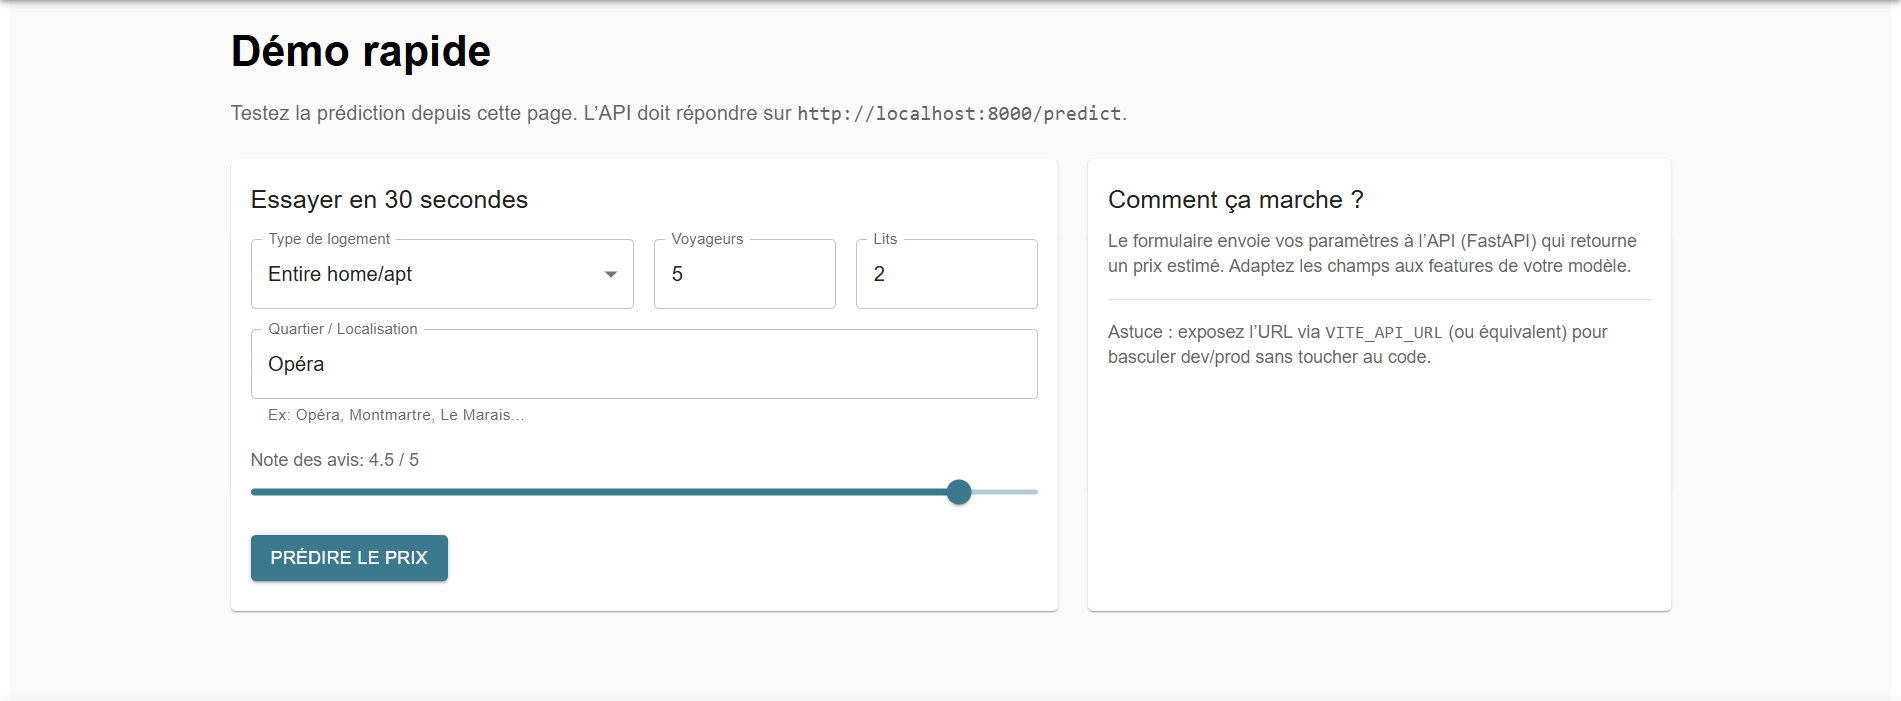 Démo rapide
Testez la prédiction depuis cette page. L’API doit répondre sur http://localhost:8000/predict.
Essayer en 30 secondes
Type de logement
Entire home/apt
Voyageurs
5
Lits
2
Quartier / Localisation
Opéra
Ex: Opéra, Montmartre, Le Marais…
Note des avis: 4.5 / 5
PRÉDIRE LE PRIX
Comment ça marche ?
Le formulaire envoie vos paramètres à l’API (FastAPI) qui retourne
un prix estimé. Adaptez les champs aux features de votre modèle.
Astuce : exposez l’URL via VITE_API_URL (ou équivalent) pour
basculer dev/prod sans toucher au code.